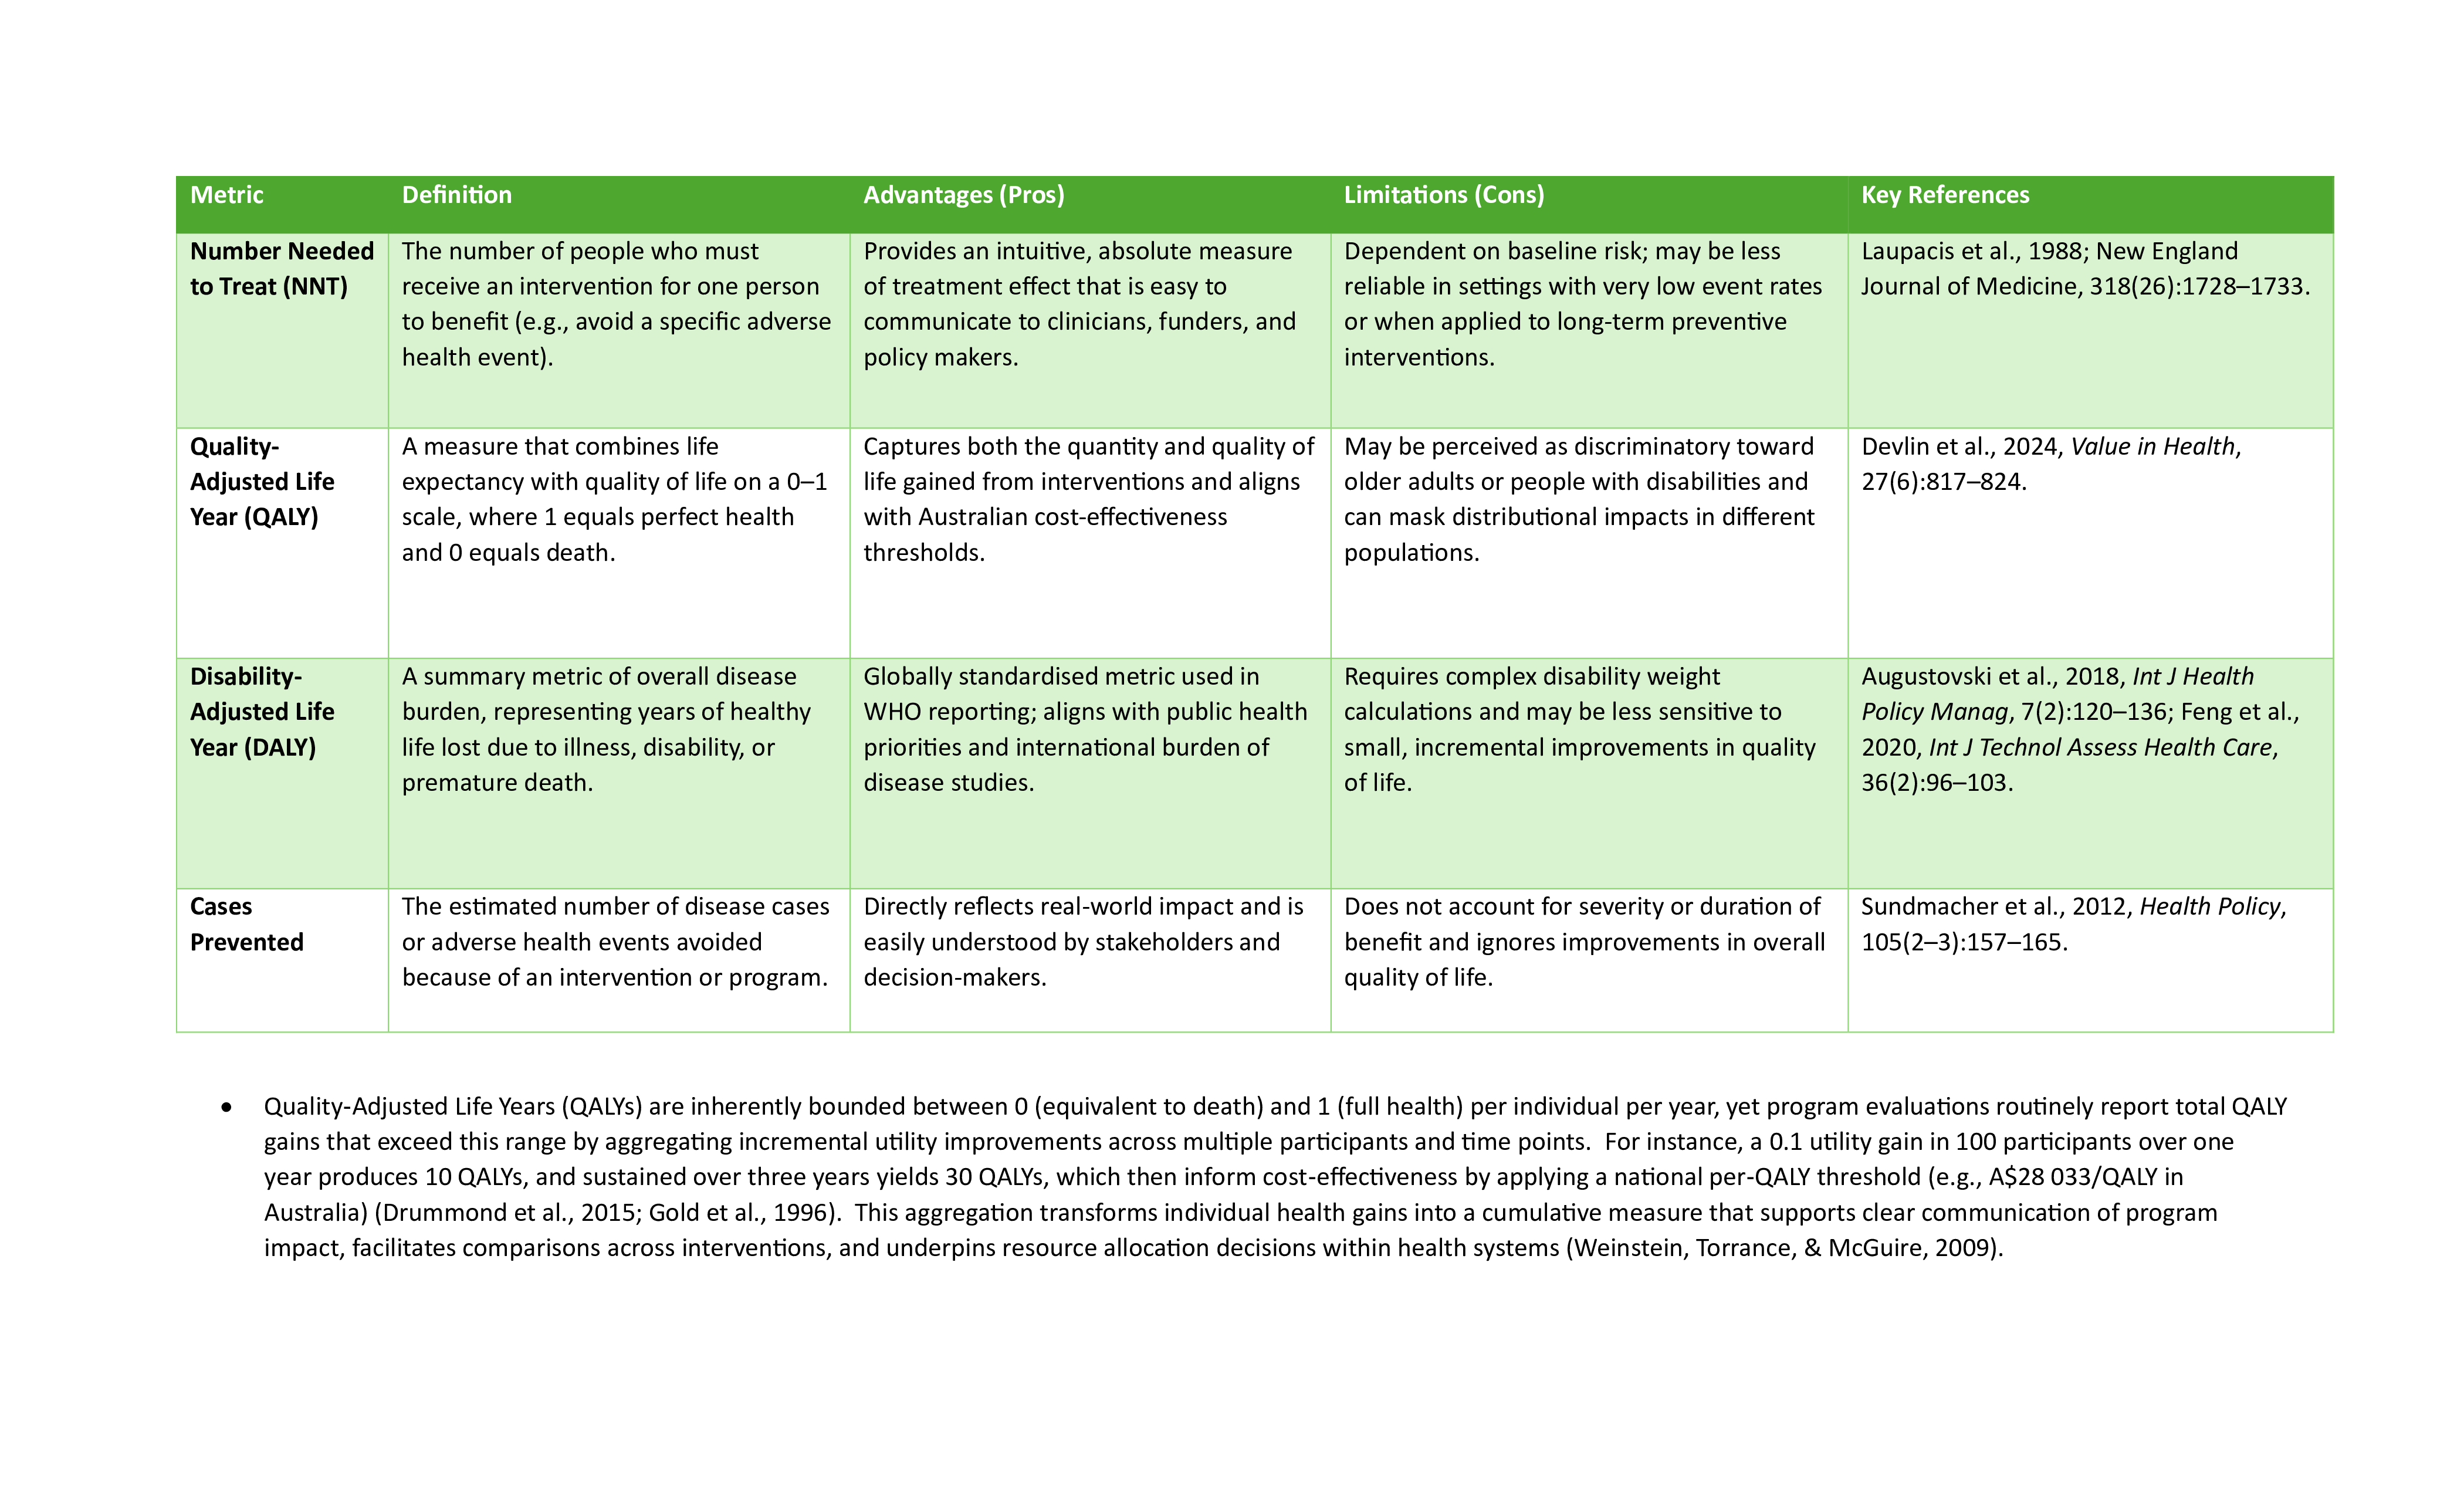 Metric
Definition
Advantages (Pros)
Limitations (Cons)
Key References
Number Needed
to Treat (NNT)
The number of people who must
receive an intervention for one person
to benefit (e.g., avoid a specific adverse
health event).
Provides an intuitive, absolute measure
of treatment effect that is easy to
communicate to clinicians, funders, and
policy makers.
Dependent on baseline risk; may be less
reliable in settings with very low event rates
or when applied to long-term preventive
interventions.
Laupacis et al., 1988; New England
Journal of Medicine, 318(26):1728–1733.
Quality-
Adjusted Life
Year (QALY)
A measure that combines life
expectancy with quality of life on a 0–1
scale, where 1 equals perfect health
and 0 equals death.
Captures both the quantity and quality of
life gained from interventions and aligns
with Australian cost-effectiveness
thresholds.
May be perceived as discriminatory toward
older adults or people with disabilities and
can mask distributional impacts in different
populations.
Devlin et al., 2024, Value in Health,
27(6):817–824.
Disability-
Adjusted Life
Year (DALY)
A summary metric of overall disease
burden, representing years of healthy
life lost due to illness, disability, or
premature death.
Globally standardised metric used in
WHO reporting; aligns with public health
priorities and international burden of
disease studies.
Requires complex disability weight
calculations and may be less sensitive to
small, incremental improvements in quality
of life.
Augustovski et al., 2018, Int J Health
Policy Manag, 7(2):120–136; Feng et al.,
2020, Int J Technol Assess Health Care,
36(2):96–103.
Cases
Prevented
The estimated number of disease cases
or adverse health events avoided
because of an intervention or program.
Directly reflects real-world impact and is
easily understood by stakeholders and
decision-makers.
Does not account for severity or duration of
benefit and ignores improvements in overall
quality of life.
Sundmacher et al., 2012, Health Policy,
105(2–3):157–165.
• Quality-Adjusted Life Years (QALYs) are inherently bounded between 0 (equivalent to death) and 1 (full health) per individual per year, yet program evaluations routinely report total QALY
gains that exceed this range by aggregating incremental utility improvements across multiple participants and time points.  For instance, a 0.1 utility gain in 100 participants over one
year produces 10 QALYs, and sustained over three years yields 30 QALYs, which then inform cost-effectiveness by applying a national per-QALY threshold (e.g., A$28 033/QALY in
Australia) (Drummond et al., 2015; Gold et al., 1996).  This aggregation transforms individual health gains into a cumulative measure that supports clear communication of program
impact, facilitates comparisons across interventions, and underpins resource allocation decisions within health systems (Weinstein, Torrance, & McGuire, 2009).